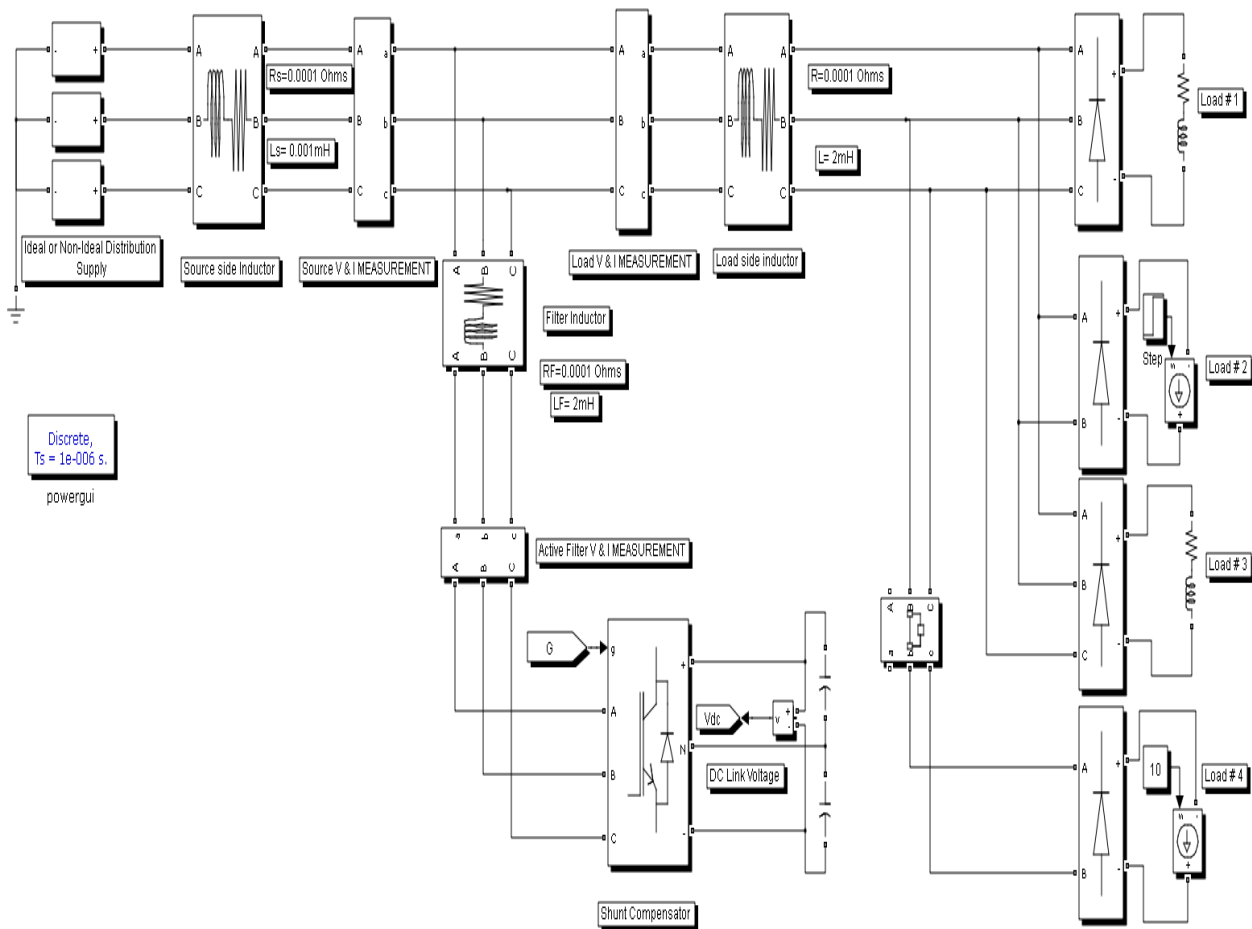 - + A A A a A a A A A
Rs=0.0001 Ohms
R=0.0001 Ohms
+
Load # 1
- + B B B b B b B B B
Ls= 0.001mH
L= 2mH
-
- + C C C c C c C C C
Ideal or Non-Ideal Distribution
Supply
Source side Inductor
Source V & I MEASUREMENT
Load V & I MEASUREMENT
Load side inductor
A B C
Filter Inductor
A B C
RF=0.0001 Ohms
LF= 2mH
A
+
Step
s -
+
Load # 2
B
-
Discrete,
Ts = 1e-006 s.
powergui
a b c
A B C
Active Filter V & I MEASUREMENT
A
+
Load # 3
B
C
-
A B C
a b c
G
g
+
A
Vdc
v
+
-
N
DC Link Voltage
B
C
-
A
+
10
s -
+
Load # 4
B
-
Shunt Compensator